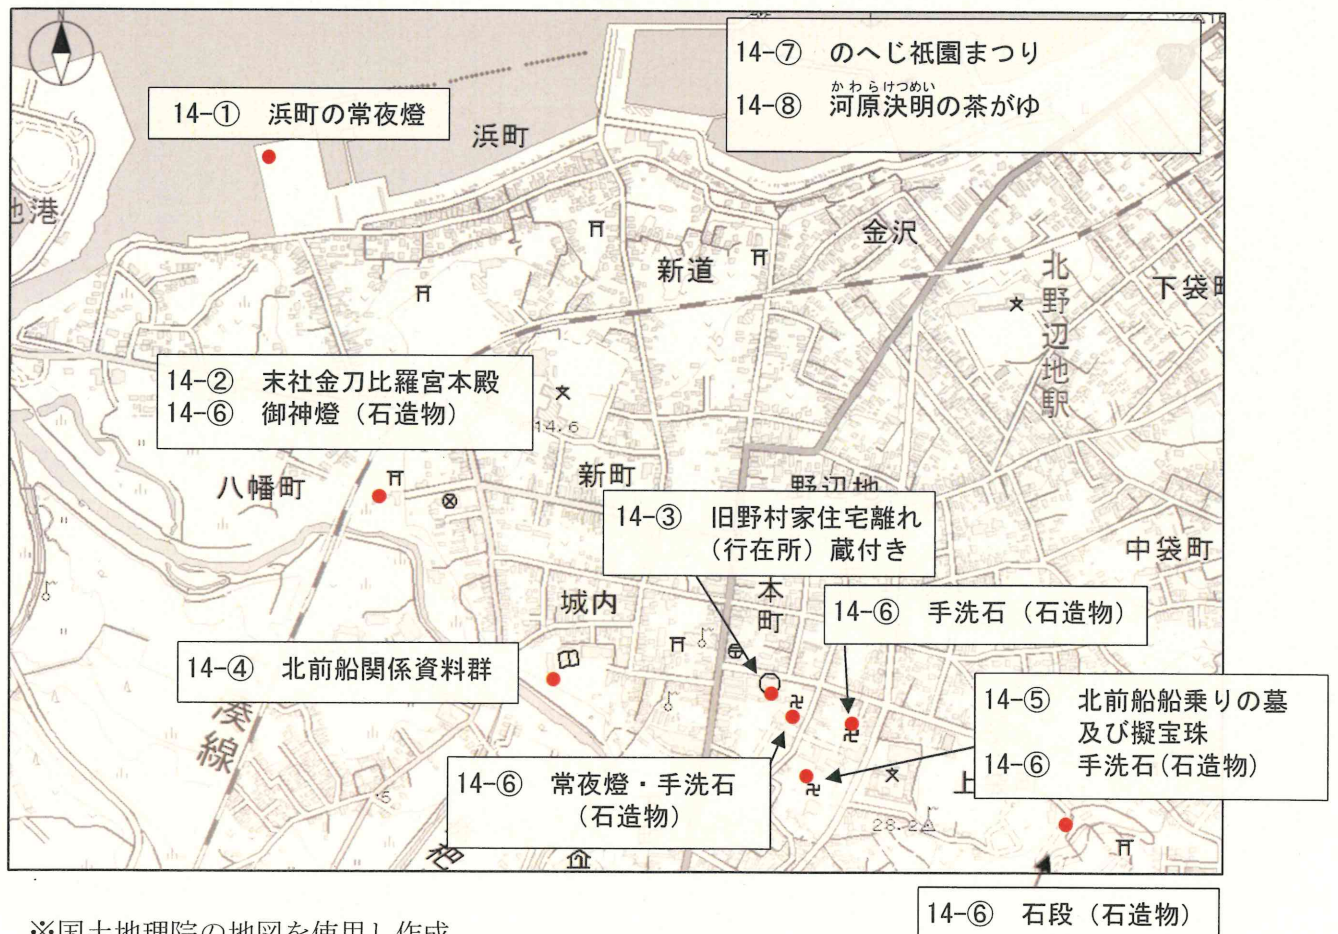 N
14-⑦ のへじ祇園まつり
かわらけつめい
14-⑧ 河原決明の茶がゆ
14-① 浜町の常夜燈
浜町
港
金沢
新道
北野辺地駅
下袋町
14-② 末社金刀比羅宮本殿
14-⑥ 御神燈（石造物）
14.6
八幡町
新町
野辺地
14-③ 旧野村家住宅離れ
（行在所）蔵付き
中袋町
本町
城内
14-⑥ 手洗石（石造物）
14-④ 北前船関係資料群
湊線
14-⑤ 北前船船乗りの墓
及び擬宝珠
14-⑥ 手洗石(石造物)
上
14-⑥ 常夜燈・手洗石
（石造物）
5
28.2
14-⑥ 石段（石造物）
※国土地理院の地図を使用し作成